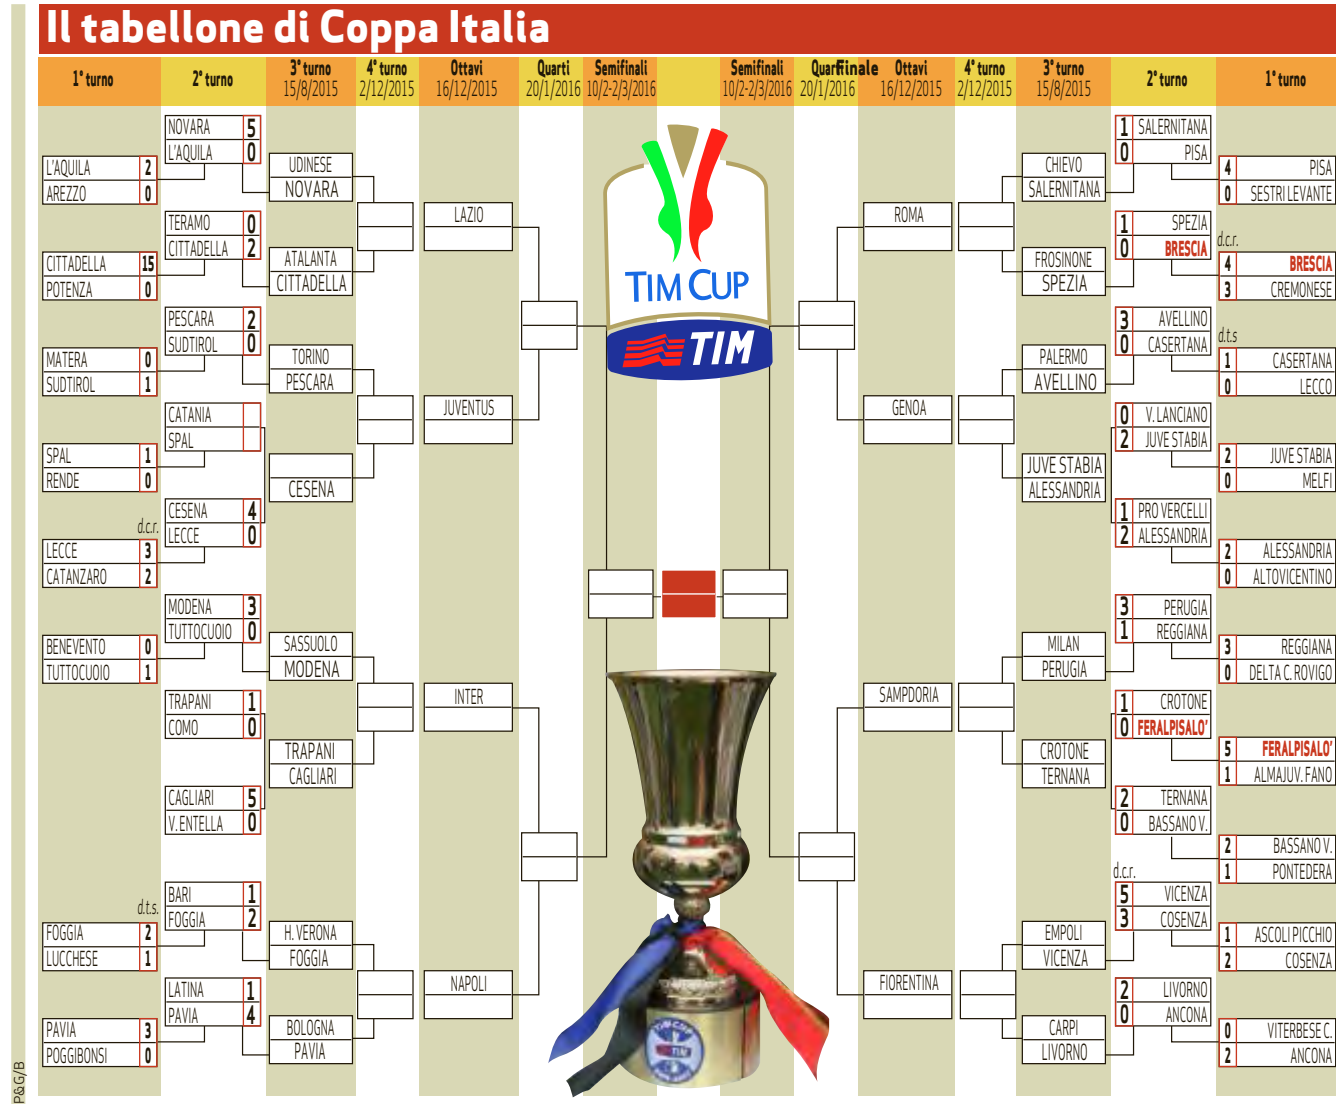 Il tabellone di Coppa Italia
1° turno
2° turno
3° turno
15/8/2015
4° turno
2/12/2015
Ottavi
16/12/2015
Quarti
20/1/2016
Semifinali
10/2-2/3/2016
Semifinali
10/2-2/3/2016
Quarti
20/1/2016
Finale
Ottavi
16/12/2015
4° turno
2/12/2015
3° turno
15/8/2015
2° turno
1° turno
L'AQUILA 2
AREZZO 0
CITTADELLA 15
POTENZA 0
MATERA 0
SUDTIROL 1
SPAL 1
RENDE 0
d.c.r.
LECCE 3
CATANZARO 2
BENEVENTO 0
TUTTOCUOIO 1
d.t.s.
FOGGIA 2
LUCCHESE 1
PAVIA 3
POGGIBONSI 0
NOVARA 5
L'AQUILA 0
TERAMO 0
CITTADELLA 2
PESCARA 2
SUDTIROL 0
CATANIA
SPAL
CESENA 4
LECCE 0
MODENA 3
TUTTOCUOIO 0
TRAPANI 1
COMO 0
CAGLIARI 5
V. ENTELLA 0
BARI 1
FOGGIA 2
LATINA 1
PAVIA 4
UDINESE
NOVARA
ATALANTA
CITTADELLA
TORINO
PESCARA
CESENA
SASSUOLO
MODENA
TRAPANI
CAGLIARI
H. VERONA
FOGGIA
BOLOGNA
PAVIA
LAZIO
JUVENTUS
INTER
NAPOLI
TIM CUP
TIM
TIM CUP
TIM
ROMA
GENOA
SAMPDORIA
FIORENTINA
CHIEVO
SALERNITANA
FROSINONE
SPEZIA
PALERMO
AVELLINO
JUVE STABIA
ALESSANDRIA
MILAN
PERUGIA
CROTONE
TERNANA
EMPOLI
VICENZA
CARPI
LIVORNO
1 SALERNITANA
0 PISA
1 SPEZIA
0 BRESCIA
3 AVELLINO
0 CASERTANA
0 V. LANCIANO
2 JUVE STABIA
1 PRO VERCELLI
2 ALESSANDRIA
3 PERUGIA
1 REGGIANA
1 CROTONE
0 FERALPISALO'
2 TERNANA
0 BASSANO V.
d.c.r.
5 VICENZA
3 COSENZA
2 LIVORNO
0 ANCONA
4 PISA
0 SESTRI LEVANTE
d.c.r.
4 BRESCIA
3 CREMONESE
d.t.s
1 CASERTANA
0 LECCO
2 JUVE STABIA
0 MELFI
2 ALESSANDRIA
0 ALTOVICENTINO
3 REGGIANA
0 DELTA C. ROVIGO
5 FERALPISALO'
1 ALMAJUV. FANO
2 BASSANO V.
1 PONTEDERA
1 ASCOLI PICCHIO
2 COSENZA
0 VITERBESE C.
2 ANCONA
P&G/B